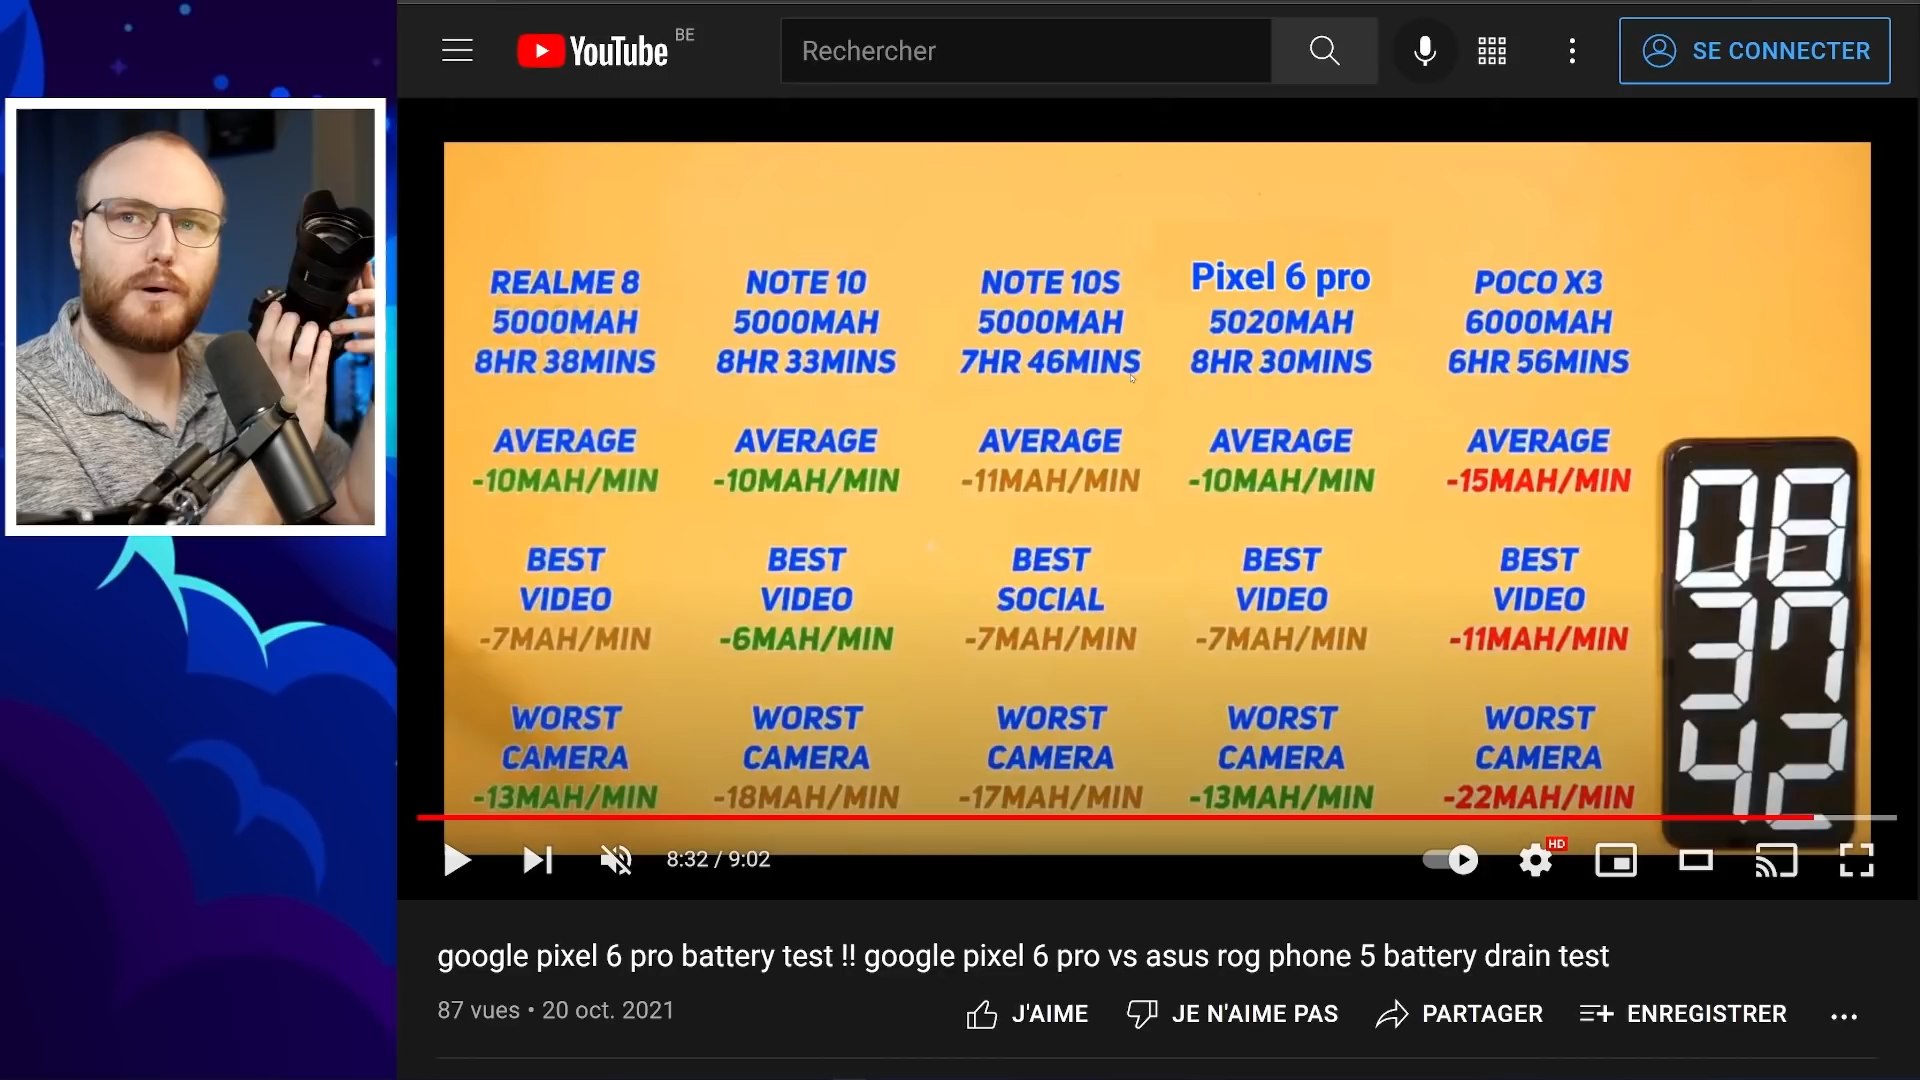 YouTube BE
Rechercher
SE CONNECTER
REALME 8
5000MAH
8HR 38MINS
AVERAGE
-10MAH/MIN
BEST
VIDEO
-7MAH/MIN
WORST
CAMERA
-13MAH/MIN
NOTE 10
5000MAH
8HR 33MINS
AVERAGE
-10MAH/MIN
BEST
VIDEO
-6MAH/MIN
WORST
CAMERA
-18MAH/MIN
NOTE 10S
5000MAH
7HR 46MINS
AVERAGE
-11MAH/MIN
BEST
SOCIAL
-7MAH/MIN
WORST
CAMERA
-17MAH/MIN
Pixel 6 pro
5020MAH
8HR 30MINS
AVERAGE
-10MAH/MIN
BEST
VIDEO
-7MAH/MIN
WORST
CAMERA
-13MAH/MIN
POCO X3
6000MAH
6HR 56MINS
AVERAGE
-15MAH/MIN
BEST
VIDEO
-11MAH/MIN
WORST
CAMERA
-22MAH/MIN
08
37
42
8:32 / 9:02
HD
google pixel 6 pro battery test !! google pixel 6 pro vs asus rog phone 5 battery drain test
87 vues • 20 oct. 2021
J'AIME
JE N'AIME PAS
PARTAGER
ENREGISTRER